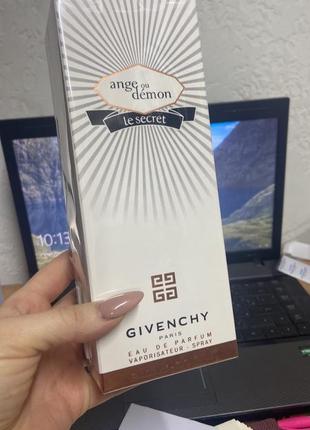 ange ou
démon
le secret
10:13
GIVENCHY
PARIS
EAU DE PARFUM
VAPORISATEUR - SPRAY